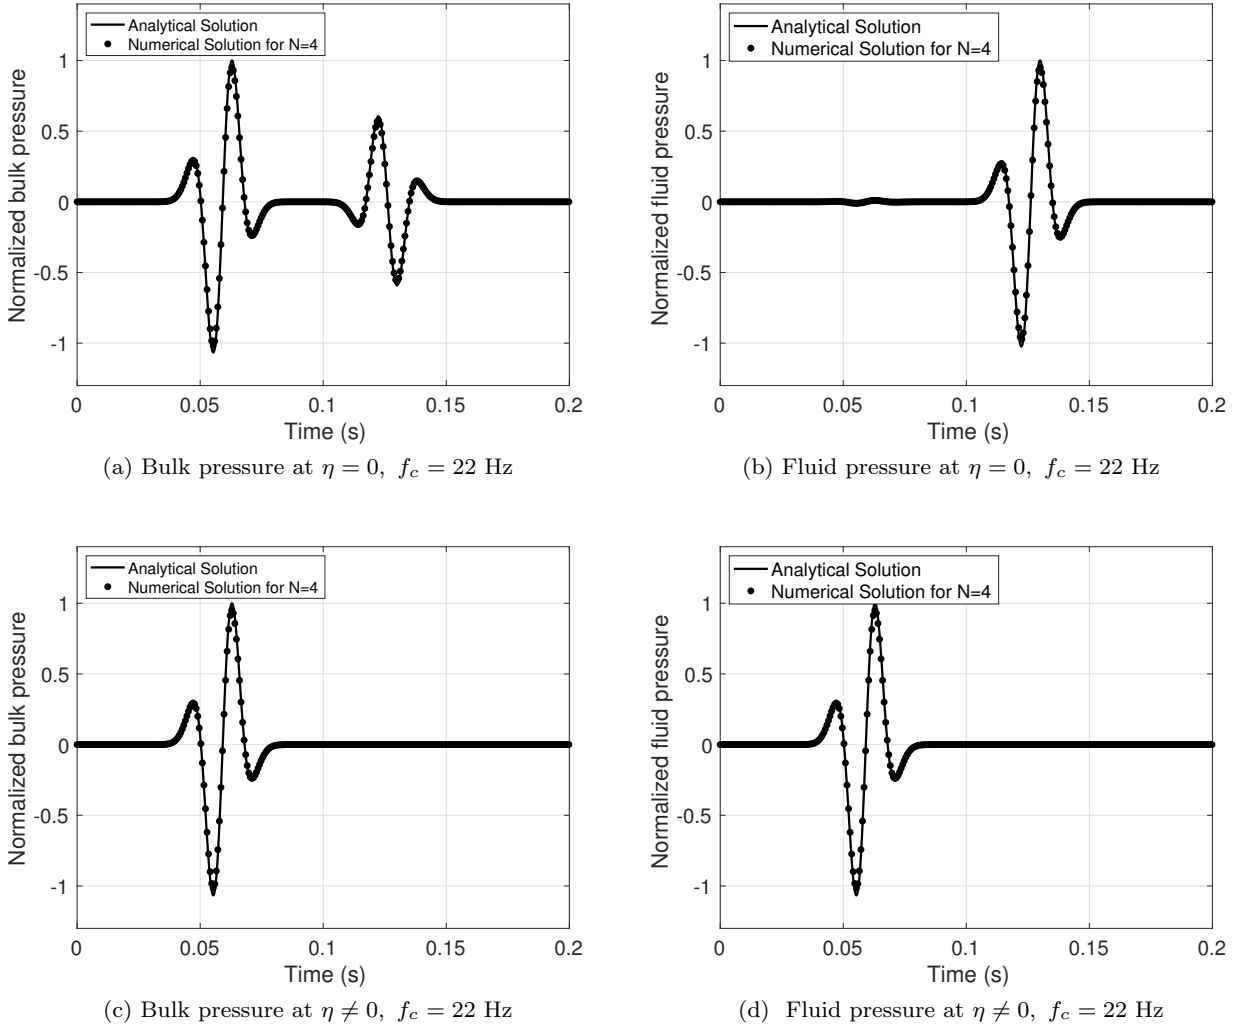 Analytical Solution
Numerical Solution for N=4
Normalized bulk pressure
1
0.5
0
-0.5
-1
0 0.05 0.1 0.15 0.2
Time (s)
(a) Bulk pressure at η = 0, f_c = 22 Hz
Analytical Solution
Numerical Solution for N=4
Normalized fluid pressure
1
0.5
0
-0.5
-1
0 0.05 0.1 0.15 0.2
Time (s)
(b) Fluid pressure at η = 0, f_c = 22 Hz
Analytical Solution
Numerical Solution for N=4
Normalized bulk pressure
1
0.5
0
-0.5
-1
0 0.05 0.1 0.15 0.2
Time (s)
(c) Bulk pressure at η ≠ 0, f_c = 22 Hz
Analytical Solution
Numerical Solution for N=4
Normalized fluid pressure
1
0.5
0
-0.5
-1
0 0.05 0.1 0.15 0.2
Time (s)
(d) Fluid pressure at η ≠ 0, f_c = 22 Hz